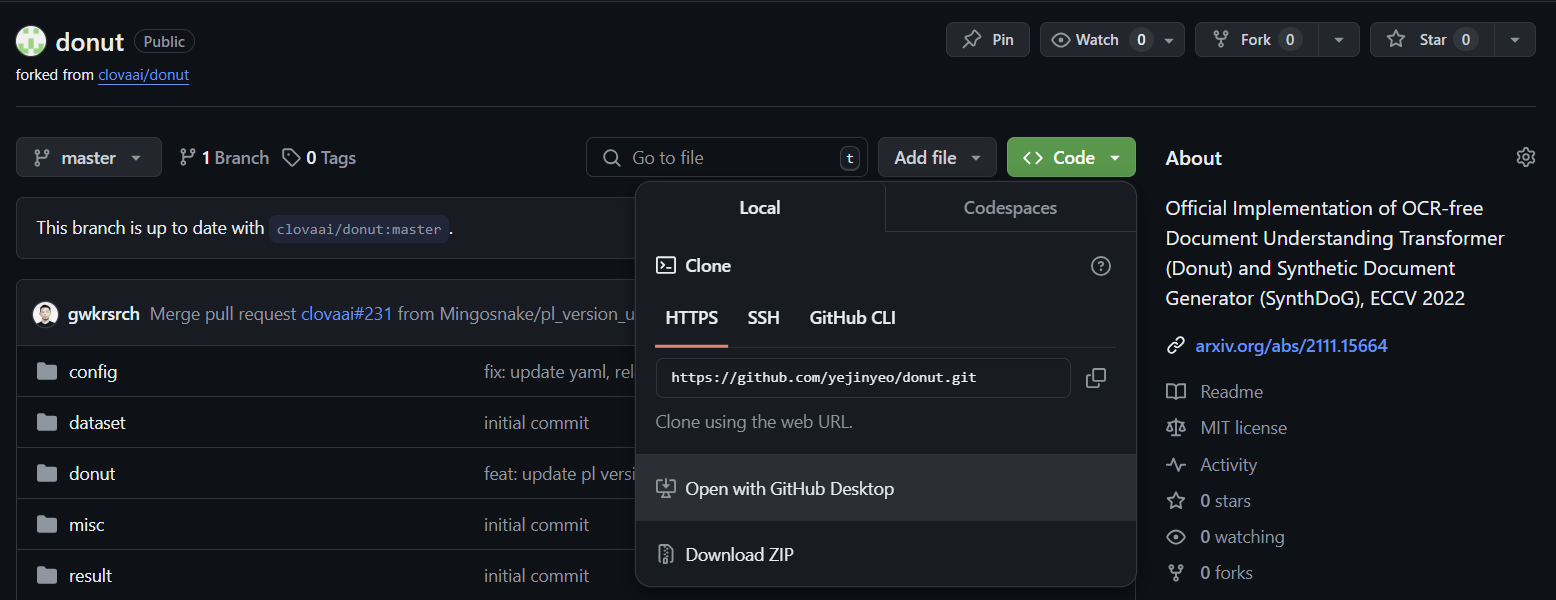 donut Public Pin Watch 0 Fork 0 Star 0
forked from clovaai/donut
master 1 Branch 0 Tags Go to file t Add file Code
This branch is up to date with clovaai/donut:master .
gwkrsrch Merge pull request clovaai#231 from Mingosnake/pl_version_u
config fix: update yaml, rel
dataset initial commit
donut feat: update pl versi
misc initial commit
result initial commit
Local Codespaces
Clone
HTTPS SSH GitHub CLI
https://github.com/yejinyeo/donut.git
Clone using the web URL.
Open with GitHub Desktop
Download ZIP
About
Official Implementation of OCR-free
Document Understanding Transformer
(Donut) and Synthetic Document
Generator (SynthDoG), ECCV 2022
arxiv.org/abs/2111.15664
Readme
MIT license
Activity
0 stars
0 watching
0 forks